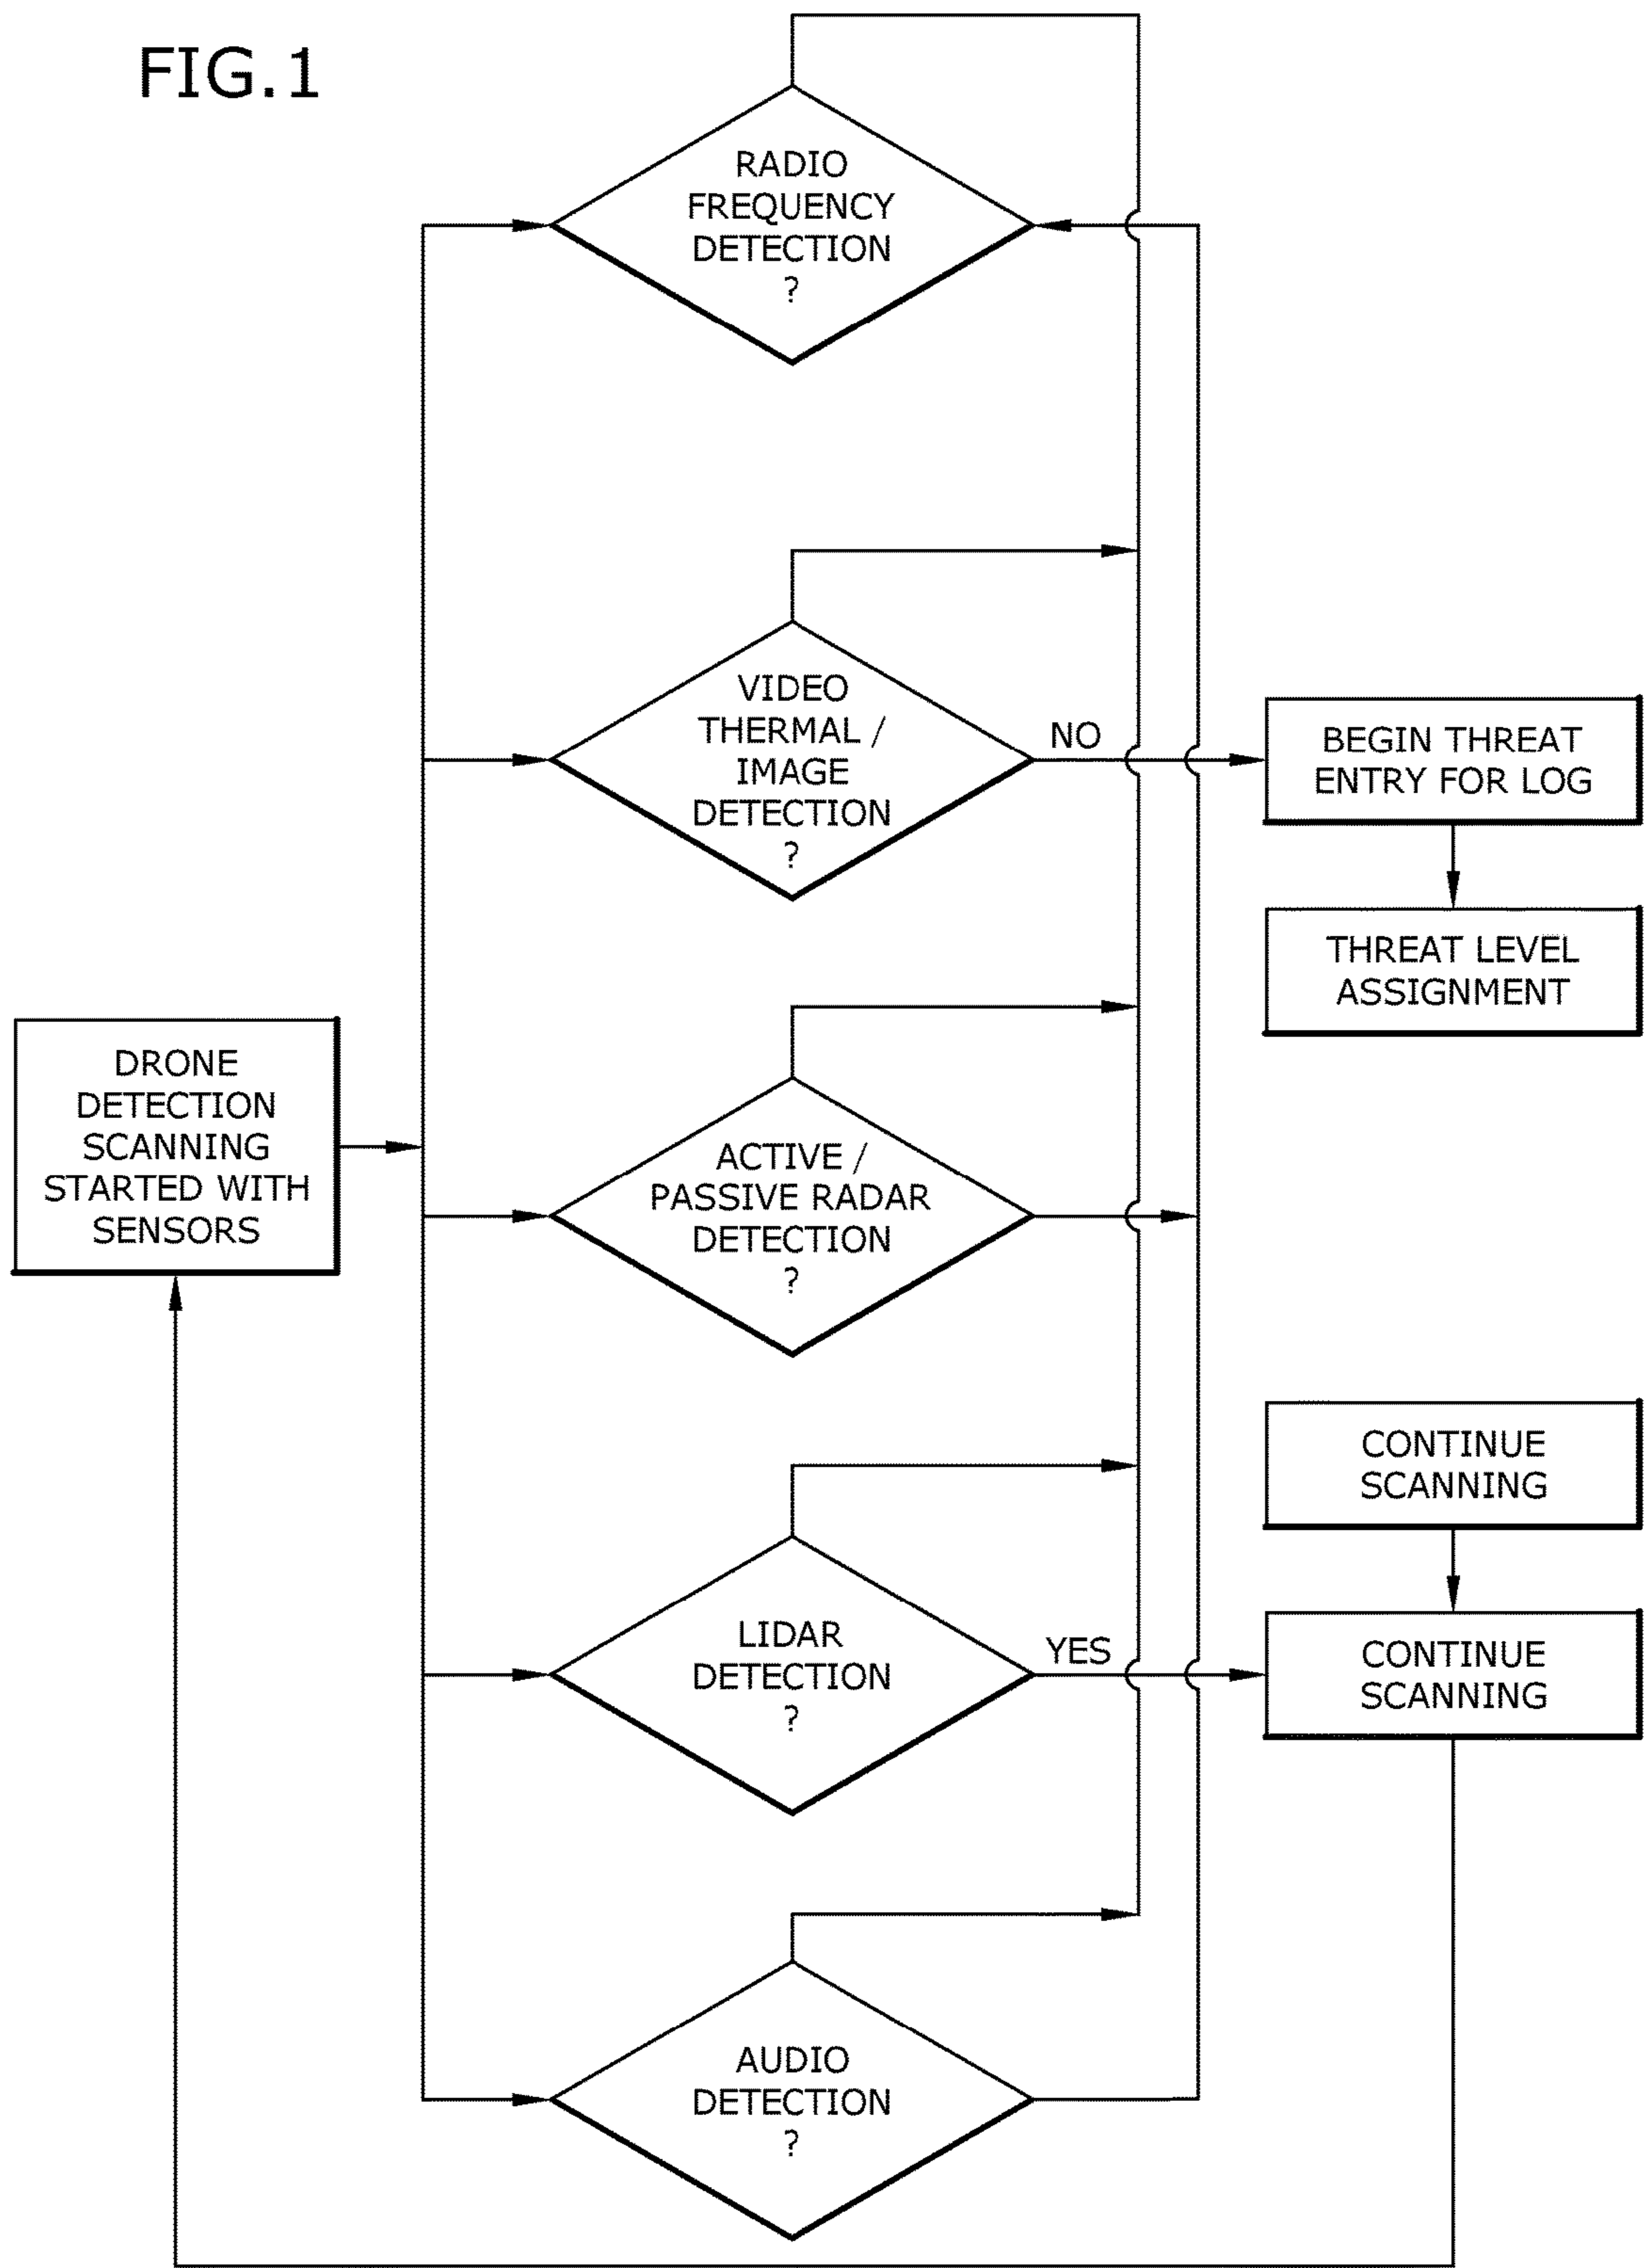 FIG.1
RADIO
FREQUENCY
DETECTION
?
VIDEO
THERMAL /
IMAGE
DETECTION
?
NO
BEGIN THREAT
ENTRY FOR LOG
THREAT LEVEL
ASSIGNMENT
DRONE
DETECTION
SCANNING
STARTED WITH
SENSORS
ACTIVE /
PASSIVE RADAR
DETECTION
?
CONTINUE
SCANNING
LIDAR
DETECTION
?
YES
CONTINUE
SCANNING
AUDIO
DETECTION
?